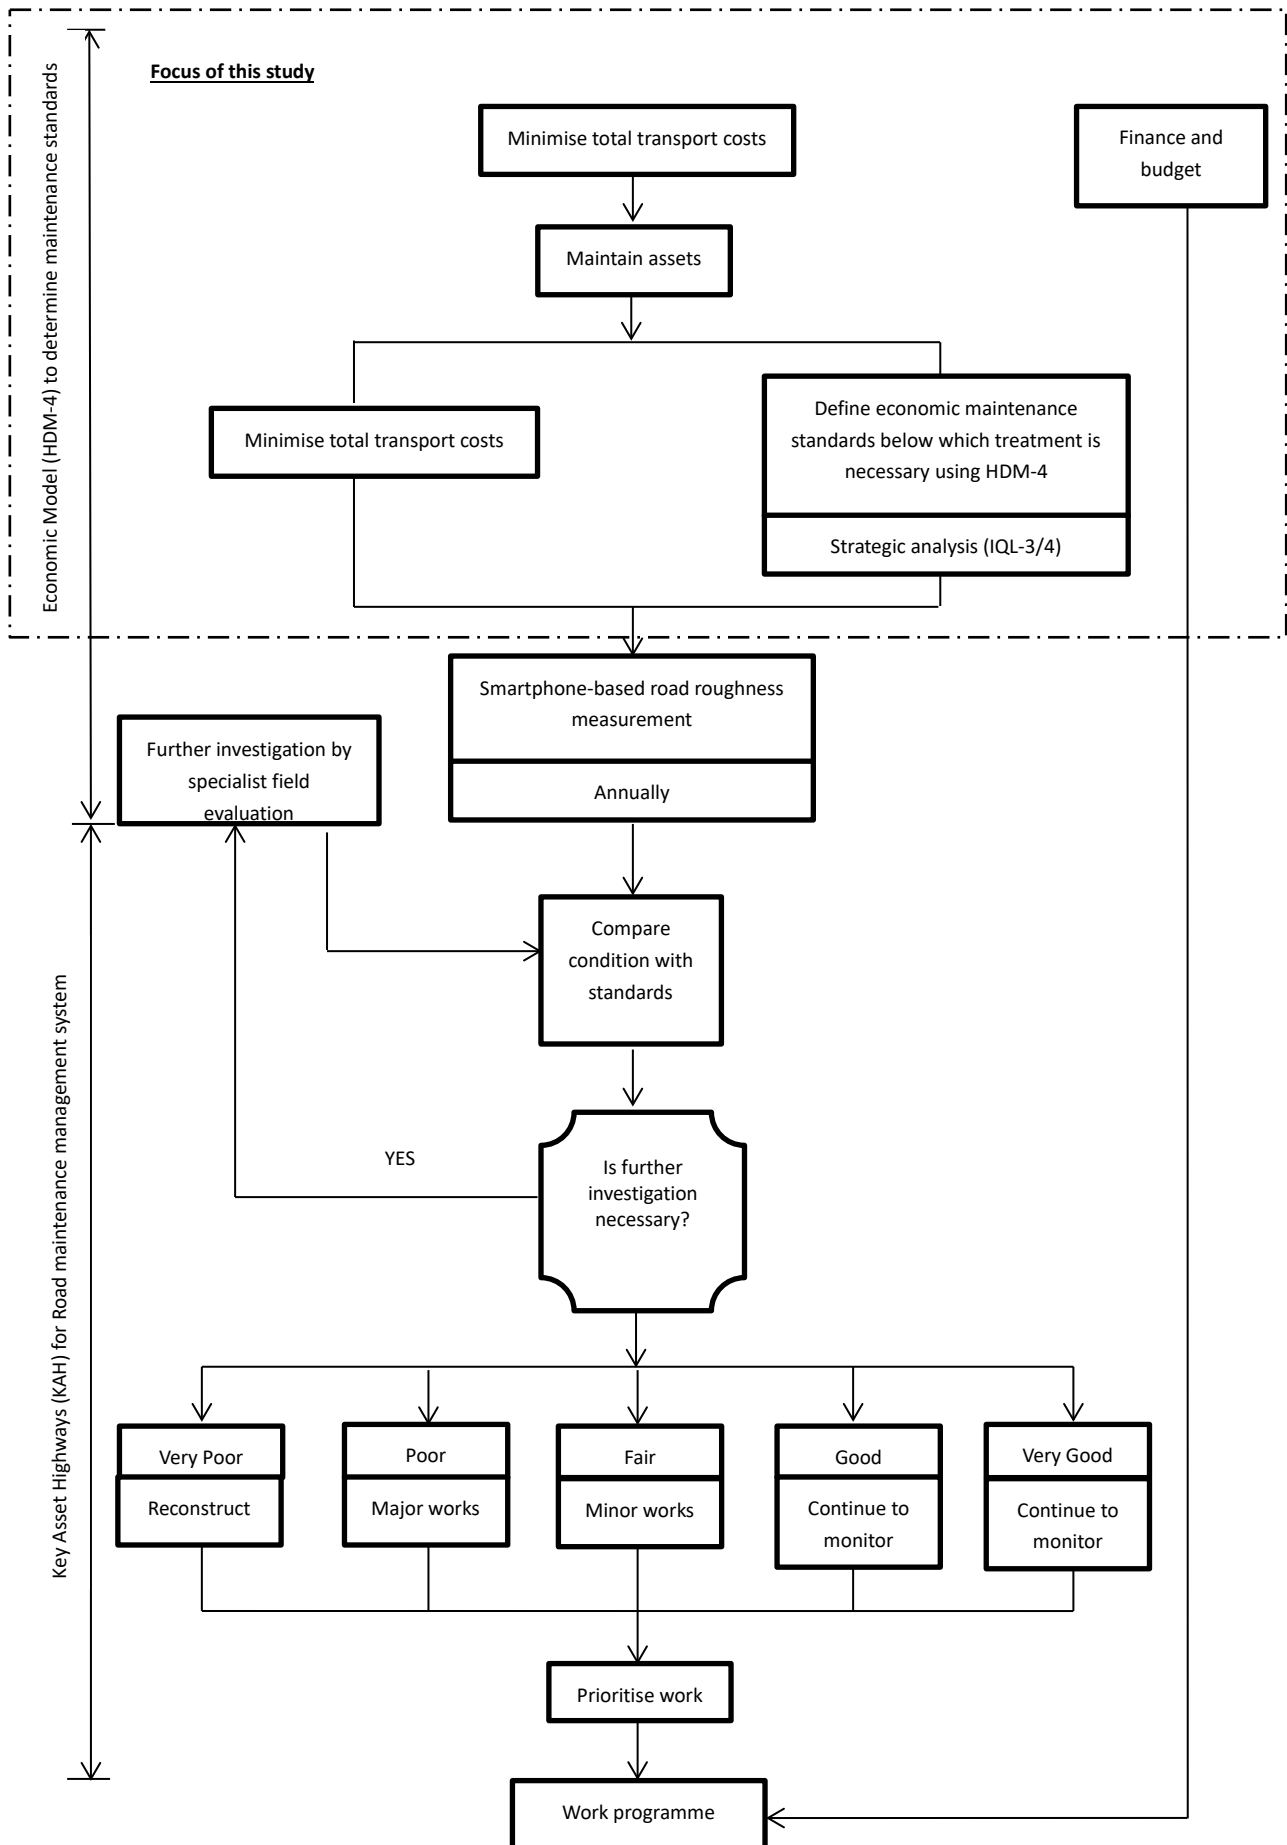 Economic Model (HDM-4) to determine maintenance standards
Focus of this study
Minimise total transport costs
Finance and
budget
Maintain assets
Minimise total transport costs
Define economic maintenance
standards below which treatment is
necessary using HDM-4
Strategic analysis (IQL-3/4)
Smartphone-based road roughness
measurement
Annually
Further investigation by
specialist field
evaluation
Key Asset Highways (KAH) for Road maintenance management system
Compare
condition with
standards
YES
Is further
investigation
necessary?
Very Poor
Reconstruct
Poor
Major works
Fair
Minor works
Good
Continue to
monitor
Very Good
Continue to
monitor
Prioritise work
Work programme